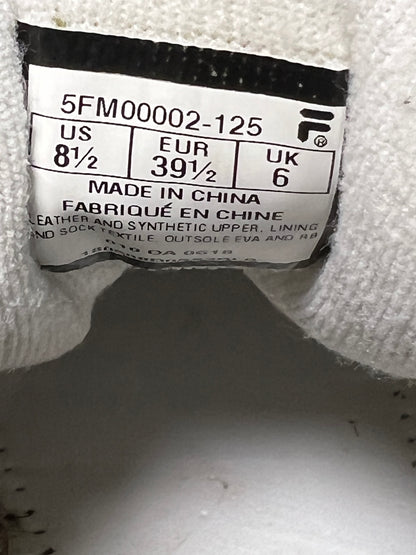 5FM00002-125
US EUR UK
8½ 39½ 6
MADE IN CHINA
FABRIQUÉ EN CHINE
LEATHER AND SYNTHETIC UPPER, LINING
AND SOCK TEXTILE, OUTSOLE EVA AND RB
0618